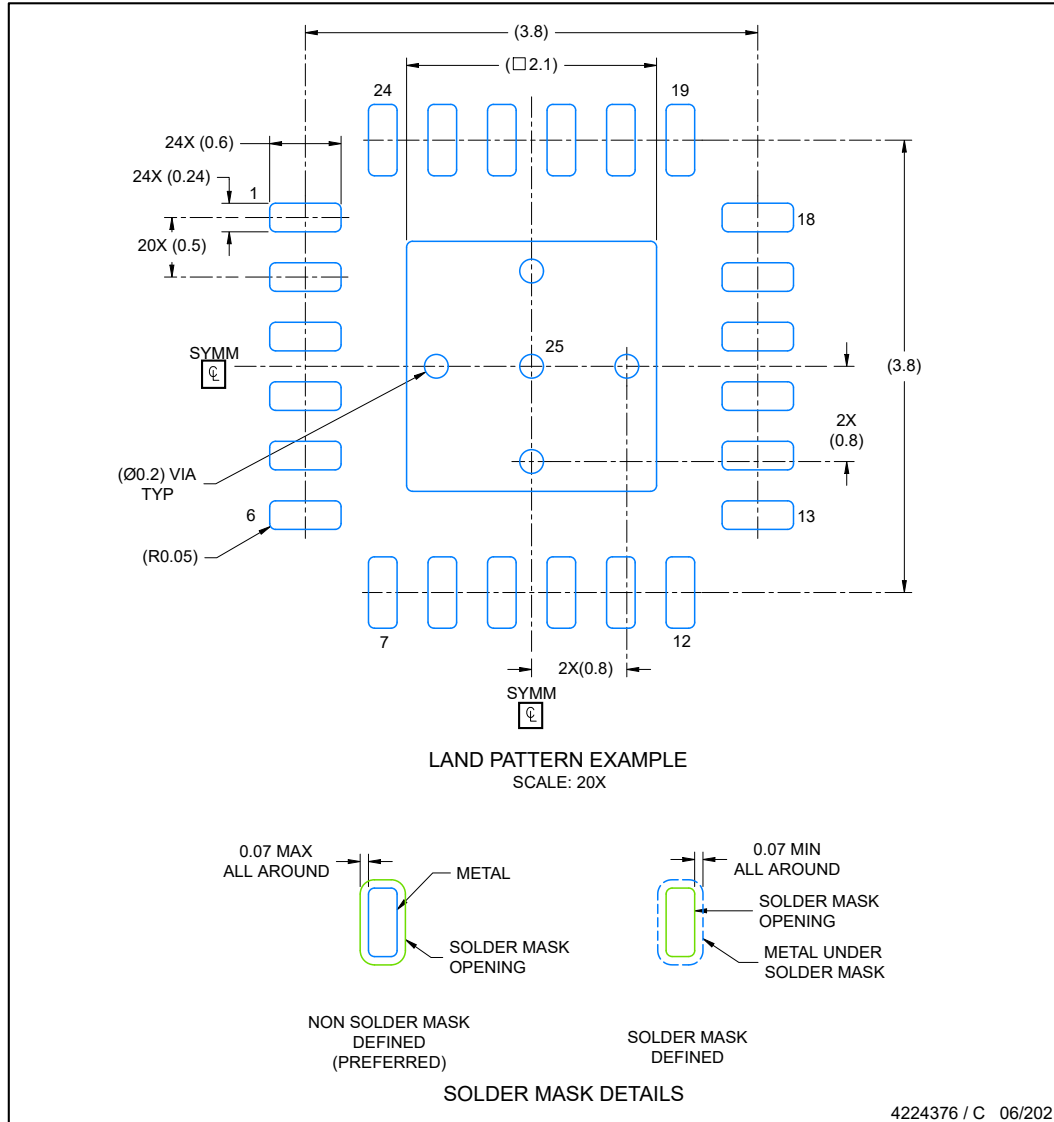 (3.8)
(□2.1)
24
19
24X (0.6)
24X (0.24)
1
18
20X (0.5)
SYMM
℄
25
(3.8)
2X
(0.8)
(Ø0.2) VIA
TYP
6
13
(R0.05)
7
12
2X(0.8)
SYMM
℄
LAND PATTERN EXAMPLE
SCALE: 20X
0.07 MAX
ALL AROUND
METAL
SOLDER MASK
OPENING
NON SOLDER MASK
DEFINED
(PREFERRED)
0.07 MIN
ALL AROUND
SOLDER MASK
OPENING
METAL UNDER
SOLDER MASK
SOLDER MASK
DEFINED
SOLDER MASK DETAILS
4224376 / C 06/202